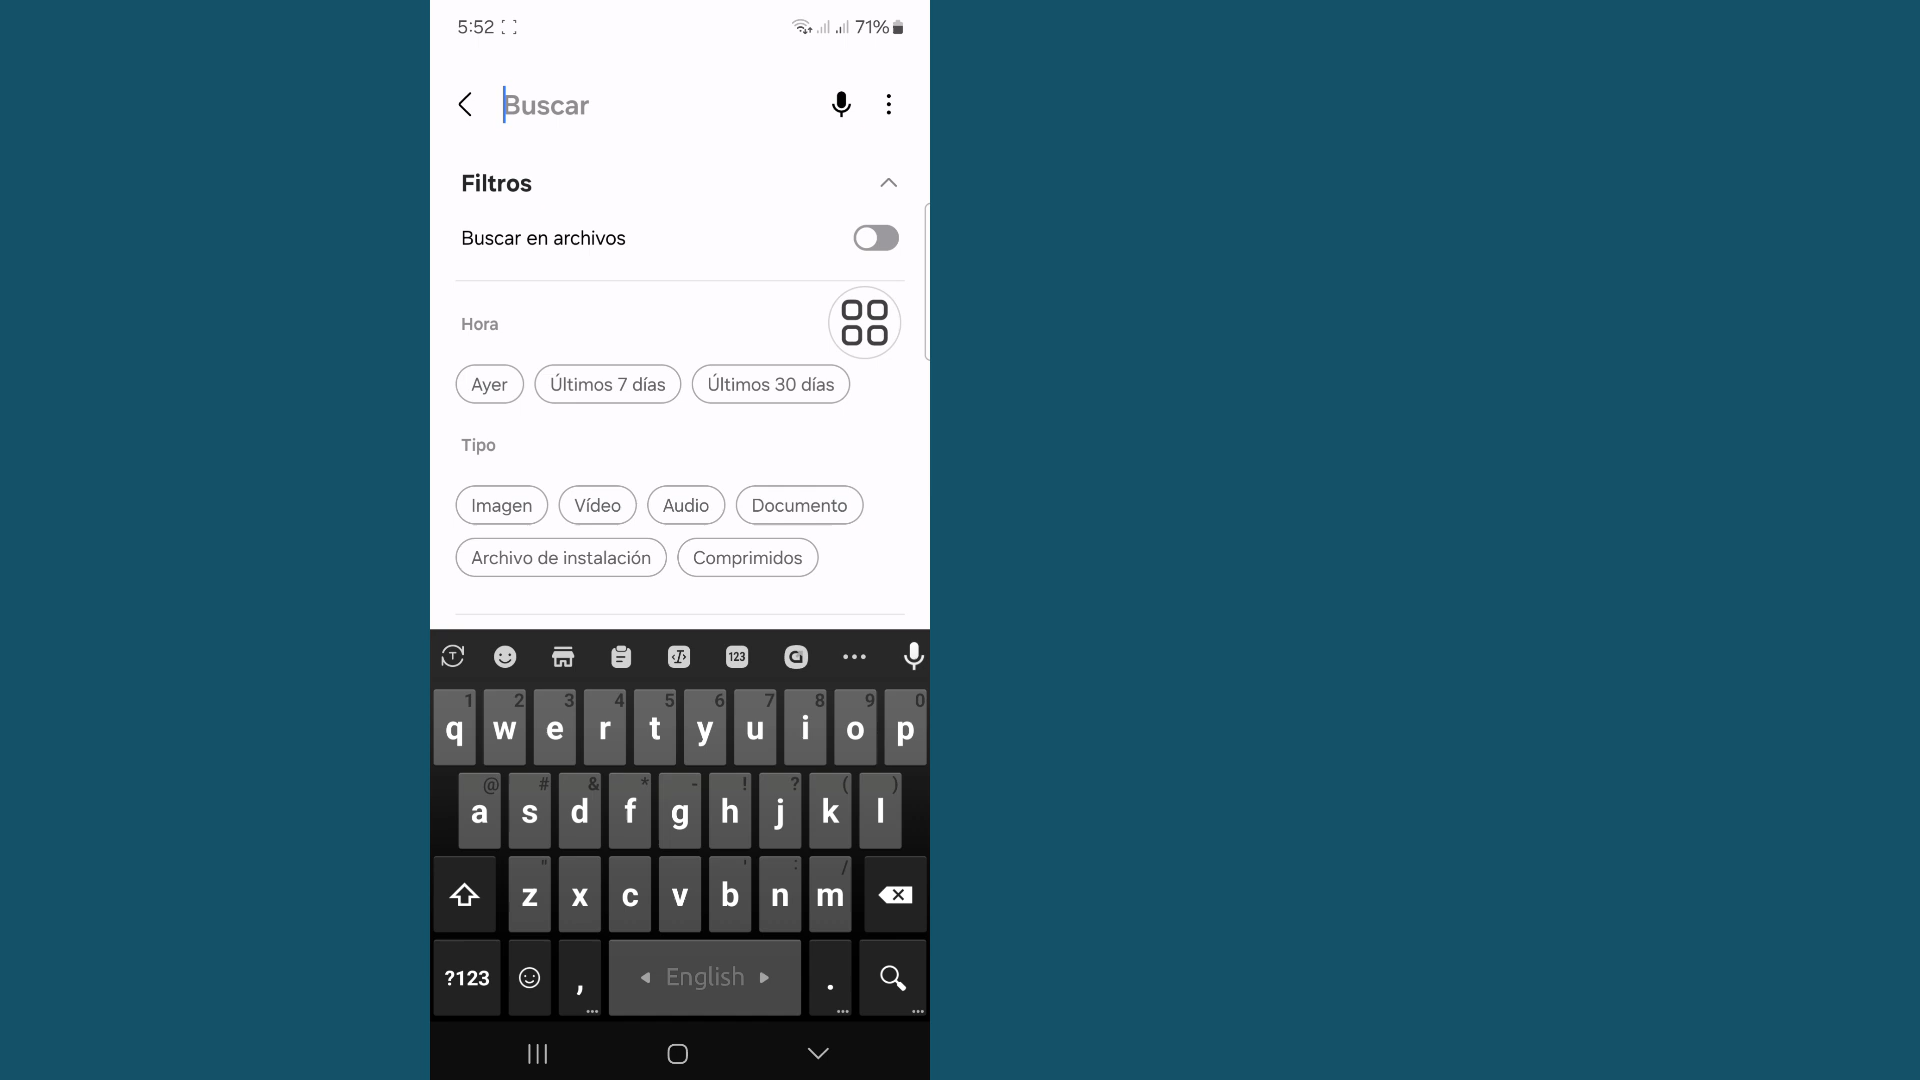 5:52 71%
Buscar
Filtros
Buscar en archivos
Hora
Ayer Últimos 7 días Últimos 30 días
Tipo
Imagen Vídeo Audio Documento
Archivo de instalación Comprimidos
T 123
1 2 3 4 5 6 7 8 9 0
q w e r t y u i o p
@ # & * - ! ? ( )
a s d f g h j k l
" ' : /
z x c v b n m
?123 , English .